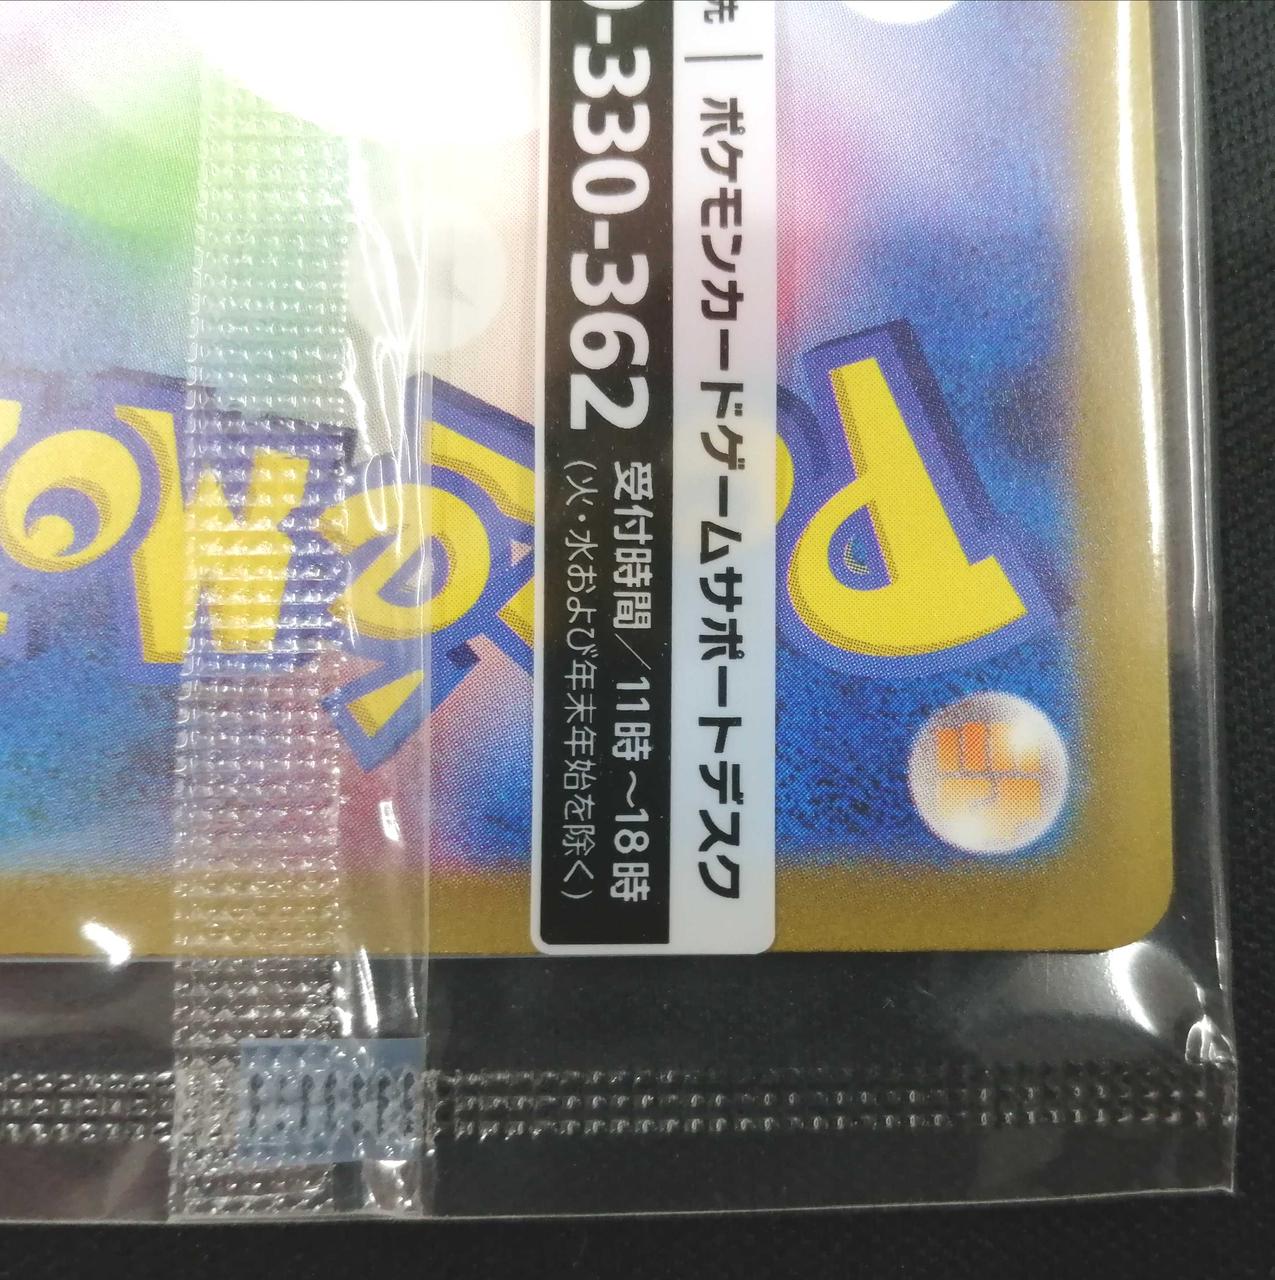 先 | ポケモンカードゲームサポートデスク
0-330-362
受付時間/11時~18時
(火・水および年末年始を除く)